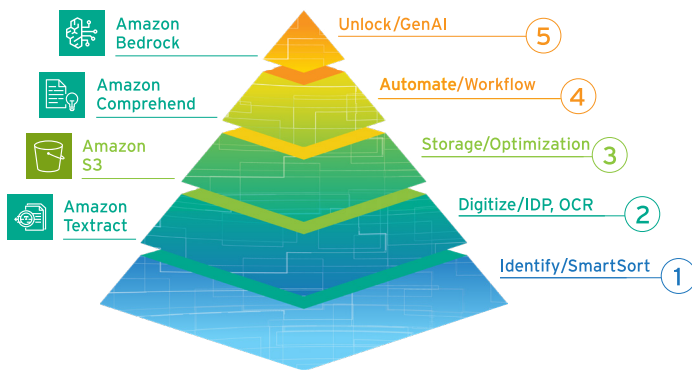 Amazon
Bedrock
Unlock/GenAI
5
Amazon
Comprehend
Automate/Workflow
4
Amazon
S3
Storage/Optimization
3
Amazon
Textract
Digitize/IDP, OCR
2
Identify/SmartSort
1